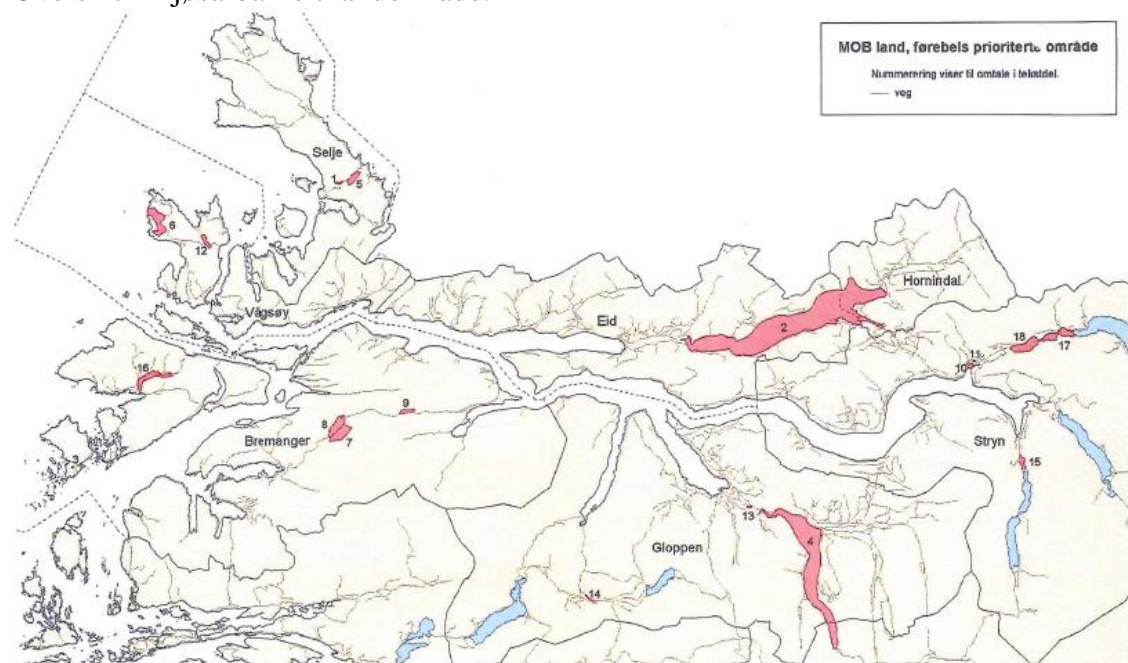 MOB land, førebels prioriterte område
Nummerering viser til omtale i tekstdel.
veg
Selje
5
6
12
Hornindal
Vågsøy
Eid
2
18
17
11
10
16
9
8
7
Bremanger
Stryn
3
15
13
4
Gloppen
14